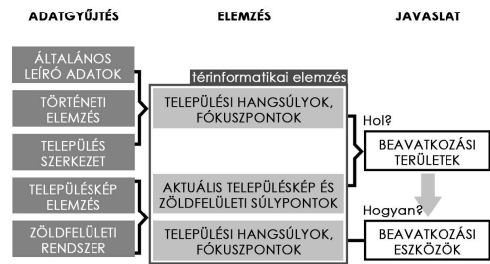 ADATGYŰJTÉS
ELEMZÉS
JAVASLAT
ÁLTALÁNOS
LEÍRÓ ADATOK
TÖRTÉNETI
ELEMZÉS
TELEPÜLÉS
SZERKEZET
TELEPÜLÉSKÉP
ELEMZÉS
ZÖLDFELÜLETI
RENDSZER
térinformatikai elemzés
TELEPÜLÉSI HANGSÚLYOK,
FÓKUSZPONTOK
AKTUÁLIS TELEPÜLÉSKÉP ÉS
ZÖLDFELÜLETI SÚLYPONTOK
TELEPÜLÉSI HANGSÚLYOK,
FÓKUSZPONTOK
Hol?
BEAVATKOZÁSI
TERÜLETEK
Hogyan?
BEAVATKOZÁSI
ESZKÖZÖK